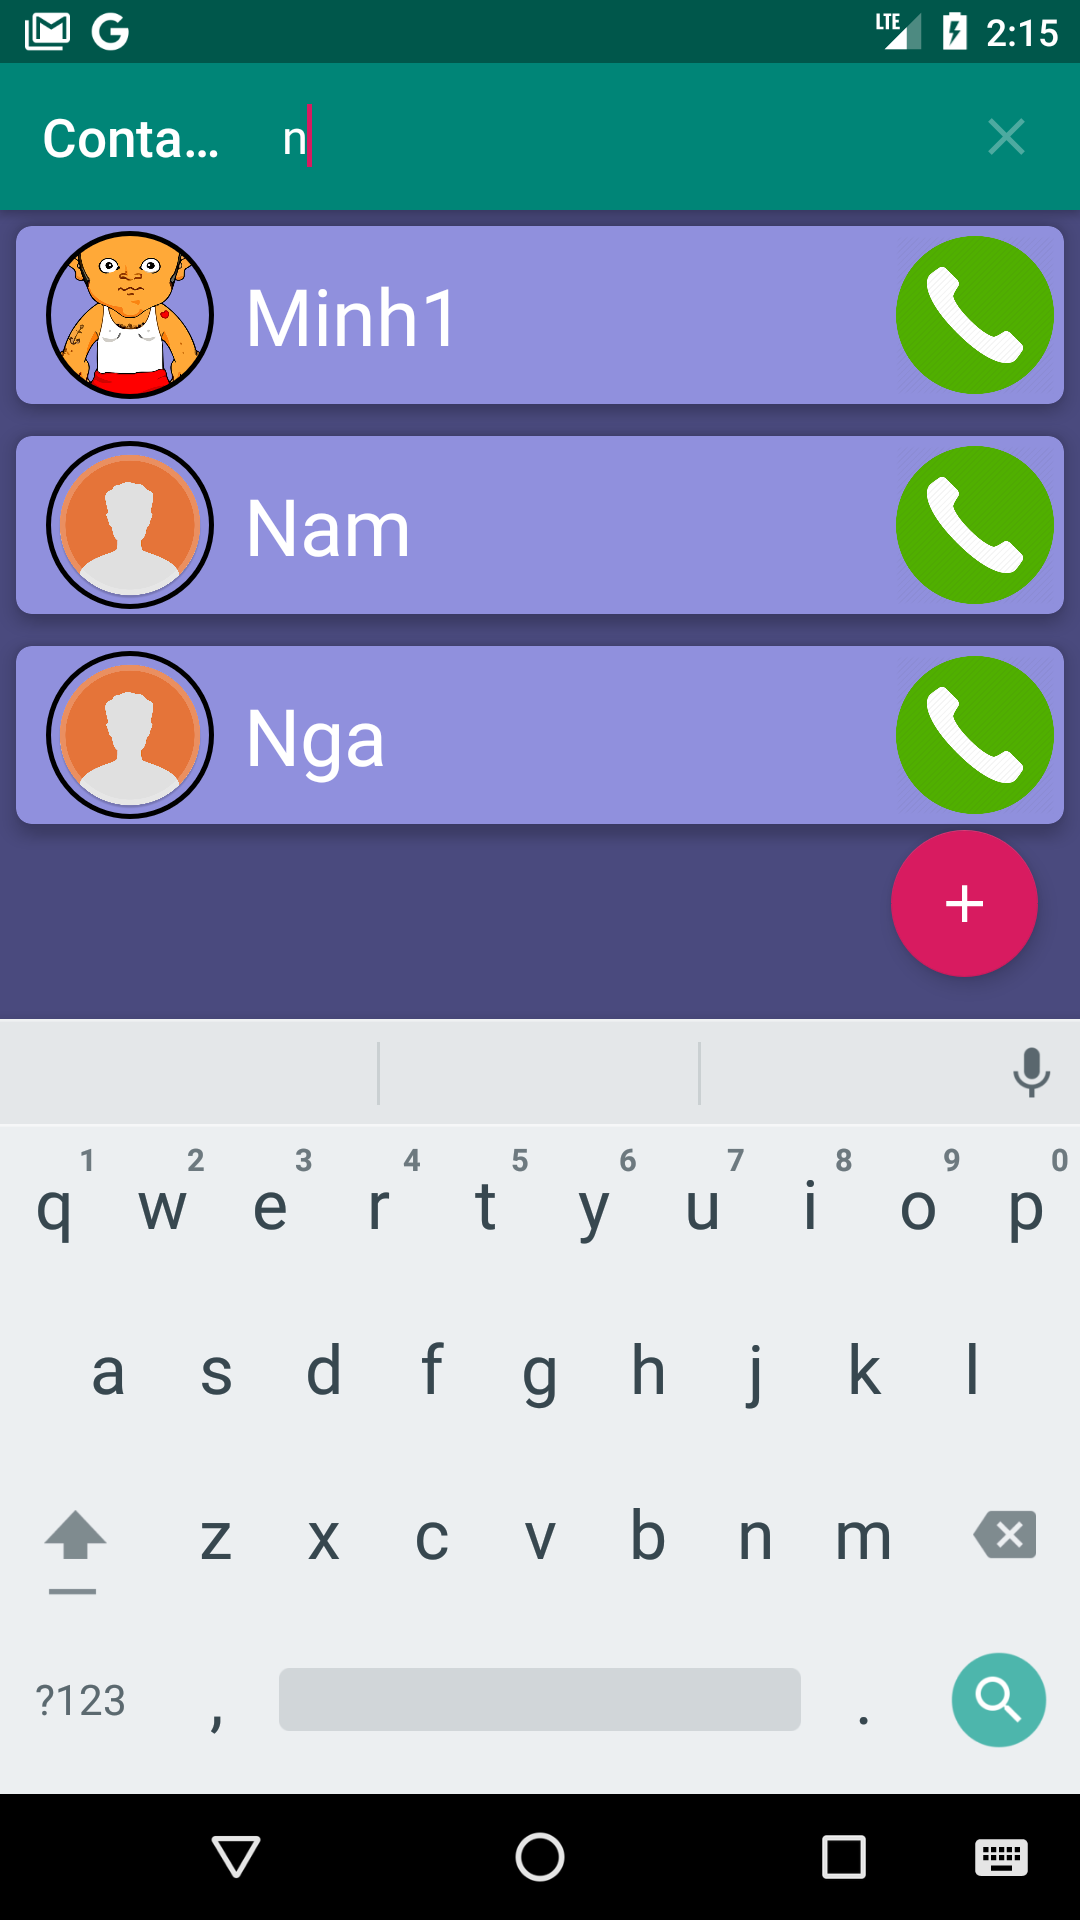 LTE 2:15
Conta... n
Minh1
Nam
Nga
1 2 3 4 5 6 7 8 9 0
q w e r t y u i o p
a s d f g h j k l
z x c v b n m
?123 , .